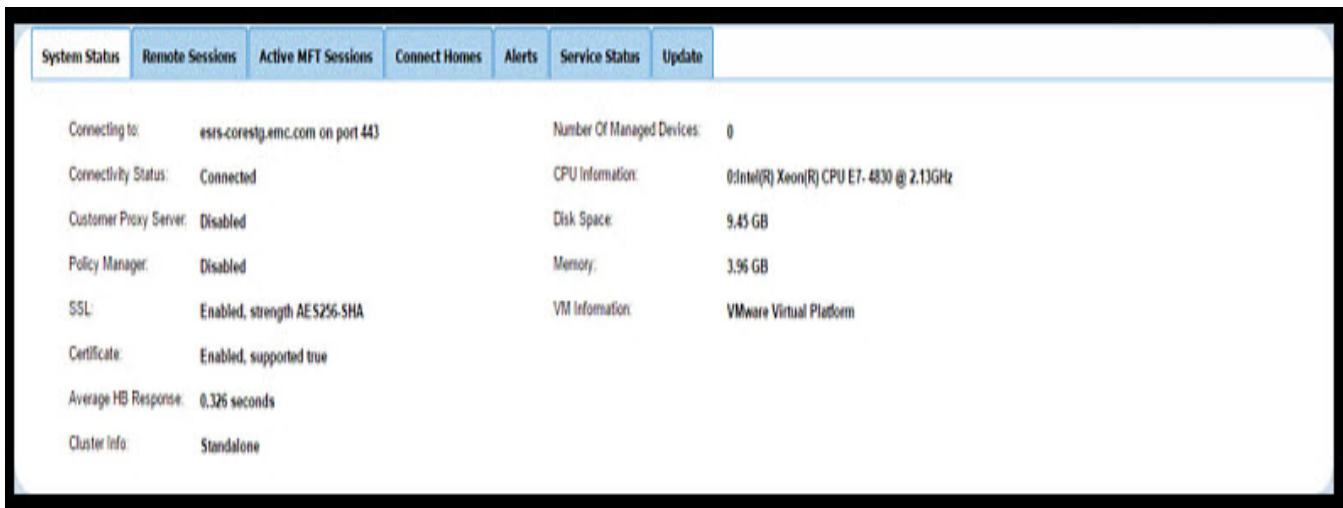 System Status Remote Sessions Active MFT Sessions Connect Homes Alerts Service Status Update
Connecting to: esrs-corestg.emc.com on port 443 Number Of Managed Devices: 0
Connectivity Status: Connected CPU Information: 0:Intel(R) Xeon(R) CPU E7- 4830 @ 2.13GHz
Customer Proxy Server: Disabled Disk Space: 9.45 GB
Policy Manager: Disabled Memory: 3.96 GB
SSL: Enabled, strength AES256-SHA VM Information: VMware Virtual Platform
Certificate: Enabled, supported true
Average HB Response: 0.326 seconds
Cluster Info: Standalone